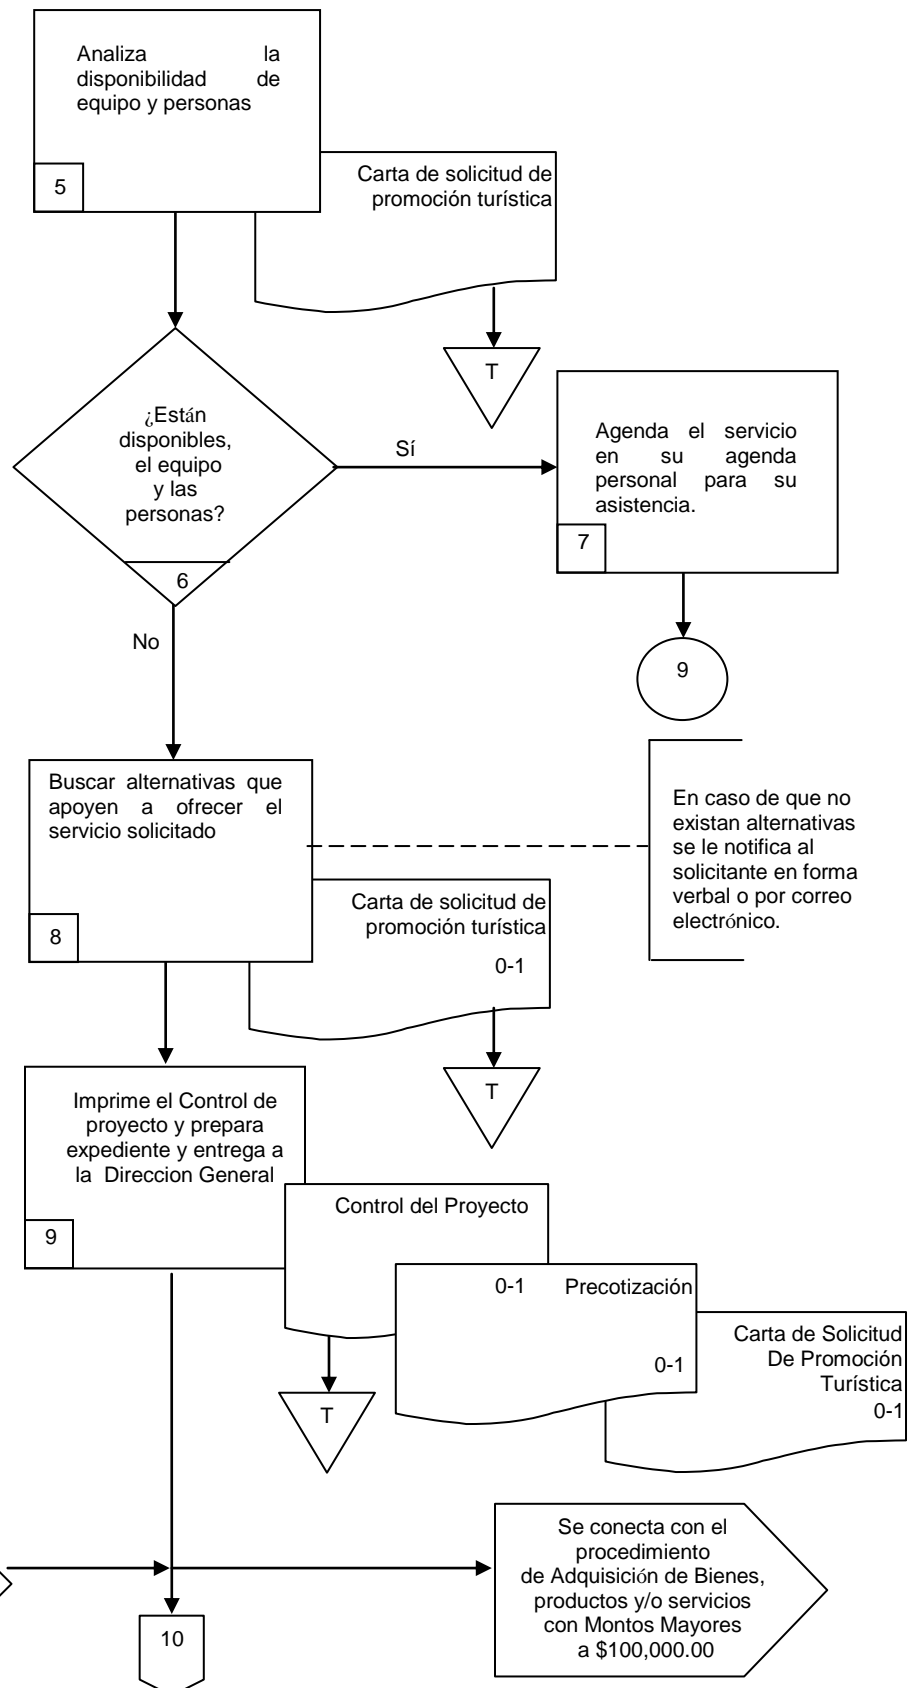 Analiza la
disponibilidad de
equipo y personas
5
Carta de solicitud de
promoción turística
T
¿Están
disponibles,
el equipo
y las
personas?
6
Sí
Agenda el servicio
en su agenda
personal para su
asistencia.
7
9
No
Buscar alternativas que
apoyen a ofrecer el
servicio solicitado
8
En caso de que no
existan alternativas
se le notifica al
solicitante en forma
verbal o por correo
electrónico.
Carta de solicitud de
promoción turística
0-1
T
Imprime el Control de
proyecto y prepara
expediente y entrega a
la Direccion General
9
Control del Proyecto
0-1
Precotización
0-1
Carta de Solicitud
De Promoción
Turística
0-1
T
Se conecta con el
procedimiento
de Adquisición de Bienes,
productos y/o servicios
con Montos Mayores
a $100,000.00
10